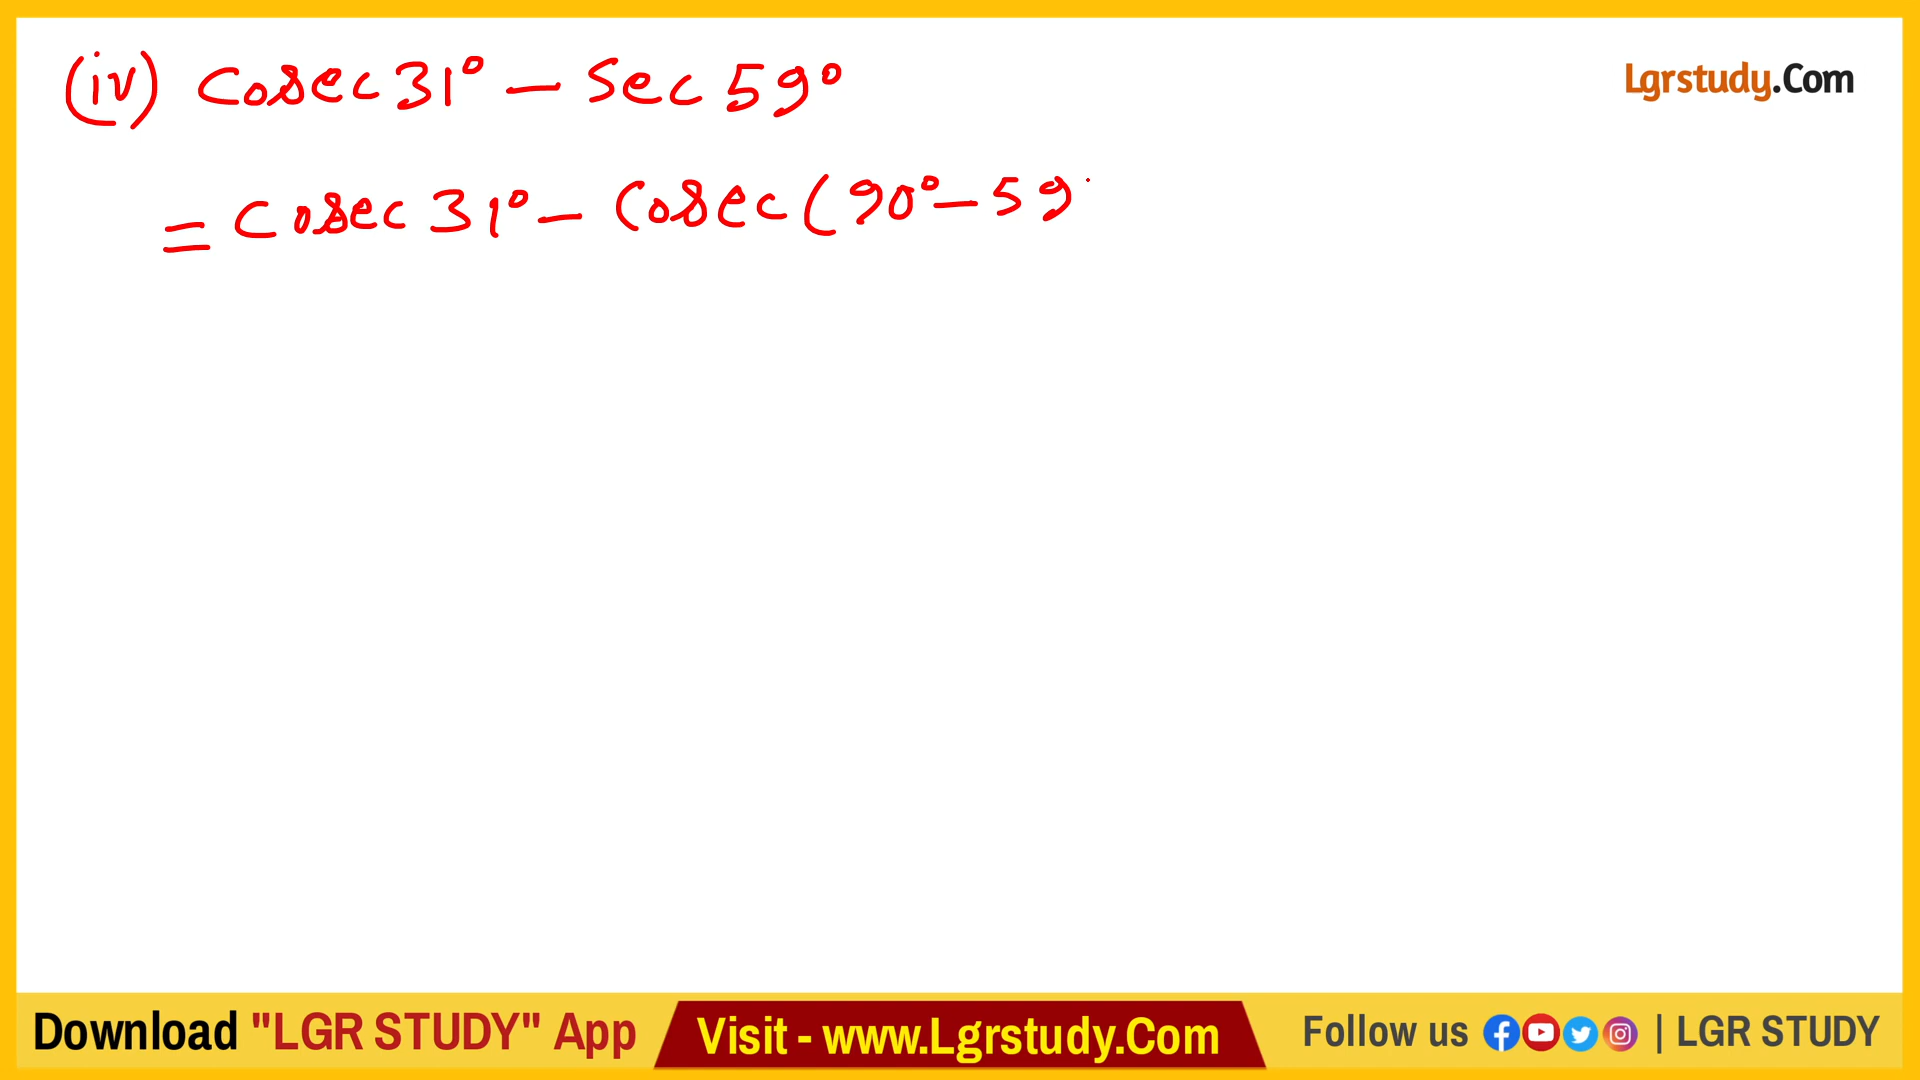 (iv) Cosec 31° - Sec 59°
Lgrstudy.Com
= Cosec 31° - Cosec (90° - 59
Download "LGR STUDY" App
Visit - www.Lgrstudy.Com
Follow us | LGR STUDY